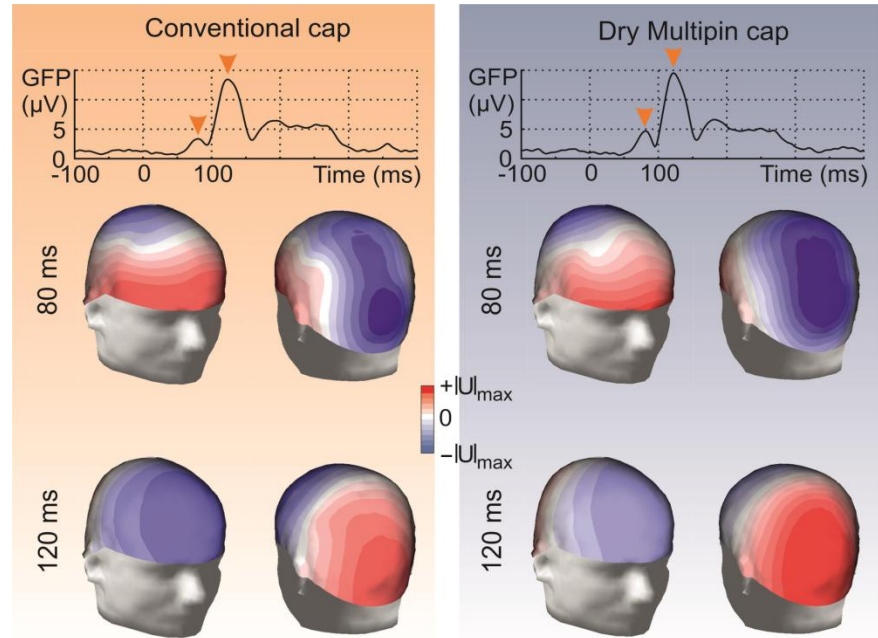 Conventional cap
GFP
(µV)
5
0
-100
0
100
Time (ms)
80 ms
120 ms
Dry Multipin cap
GFP
(µV)
5
0
-100
0
100
Time (ms)
80 ms
120 ms
+|U|max
0
−|U|max